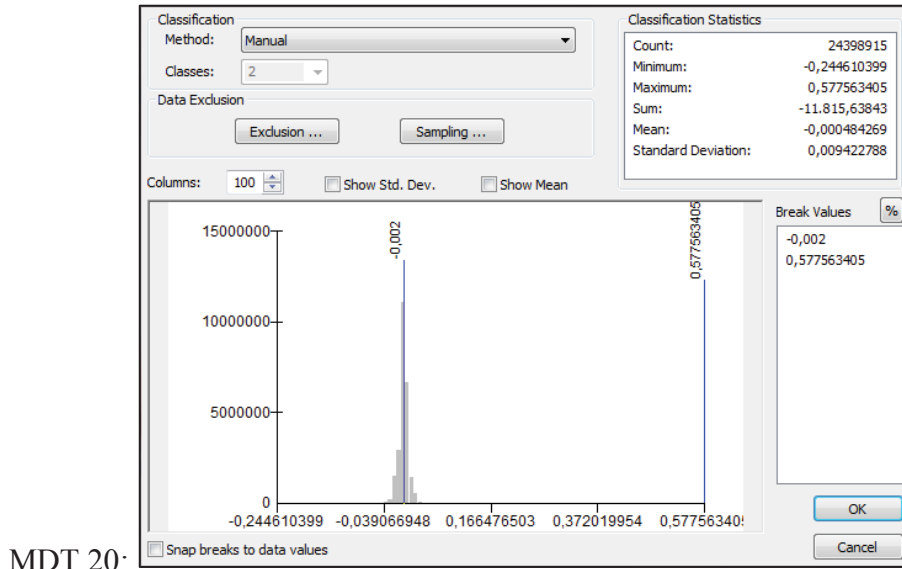 Classification
Method: Manual
Classes: 2
Data Exclusion
Exclusion ... Sampling ...
Classification Statistics
Count: 24398915
Minimum: -0,244610399
Maximum: 0,577563405
Sum: -11.815,63843
Mean: -0,000484269
Standard Deviation: 0,009422788
Columns: 100 Show Std. Dev. Show Mean
Break Values %
-0,002
0,577563405
15000000
10000000
5000000
0
-0,002
0,577563405
-0,244610399 -0,039066948 0,166476503 0,372019954 0,57756340
OK
Cancel
Snap breaks to data values
MDT 20: